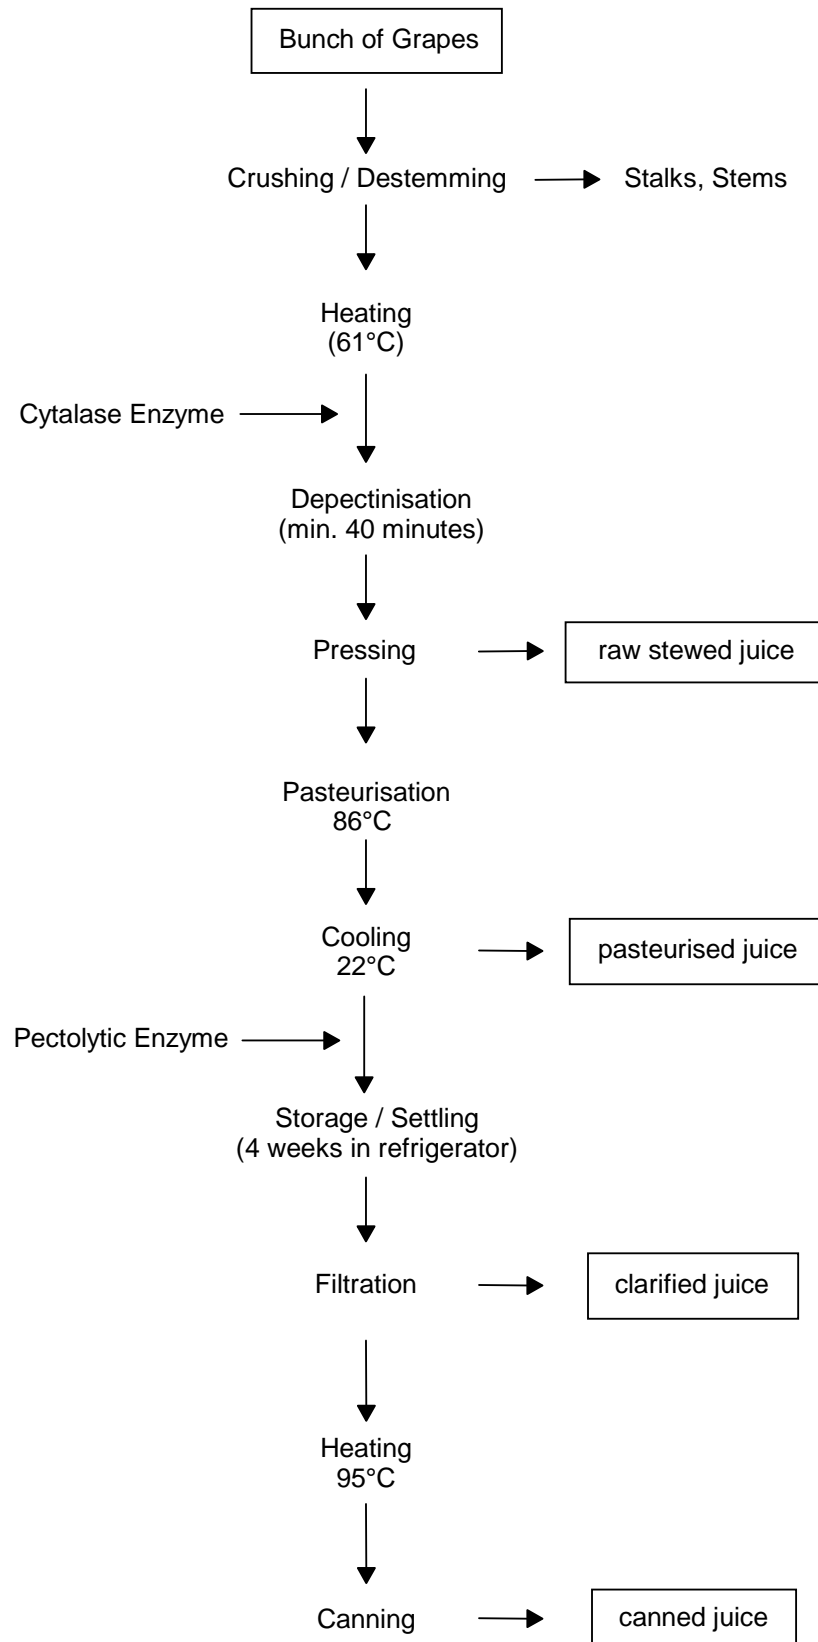 Bunch of Grapes
Crushing / Destemming
Stalks, Stems
Heating
(61°C)
Cytalase Enzyme
Depectinisation
(min. 40 minutes)
Pressing
raw stewed juice
Pasteurisation
86°C
Cooling
22°C
pasteurised juice
Pectolytic Enzyme
Storage / Settling
(4 weeks in refrigerator)
Filtration
clarified juice
Heating
95°C
Canning
canned juice